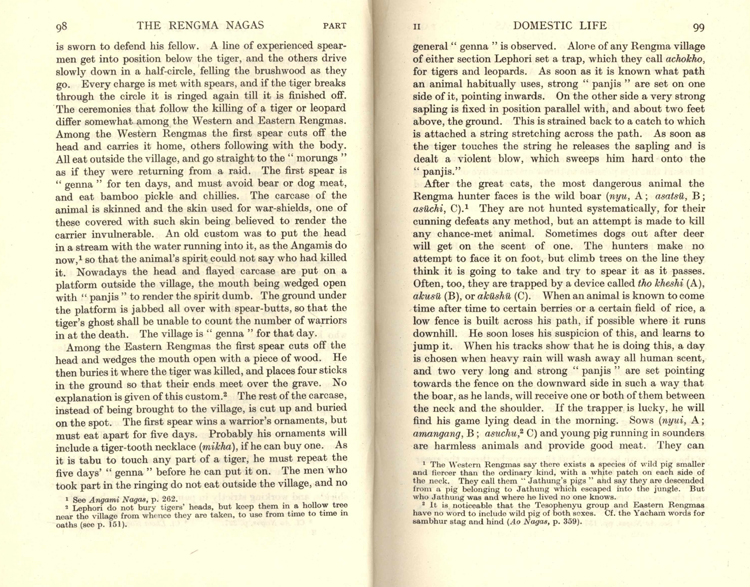 98 THE RENGMA NAGAS PART
is sworn to defend his fellow. A line of experienced spear-
men get into position below the tiger, and the others drive
slowly down in a half-circle, felling the brushwood as they
go. Every charge is met with spears, and if the tiger breaks
through the circle it is ringed again till it is finished off.
The ceremonies that follow the killing of a tiger or leopard
differ somewhat among the Western and Eastern Rengmas.
Among the Western Rengmas the first spear cuts off the
head and carries it home, others following with the body.
All eat outside the village, and go straight to the “ morungs ”
as if they were returning from a raid. The first spear is
“ genna ” for ten days, and must avoid bear or dog meat,
and eat bamboo pickle and chillies. The carcase of the
animal is skinned and the skin used for war-shields, one of
these covered with such skin being believed to render the
carrier invulnerable. An old custom was to put the head
in a stream with the water running into it, as the Angamis do
now,¹ so that the animal's spirit could not say who had killed
it. Nowadays the head and flayed carcase are put on a
platform outside the village, the mouth being wedged open
with “ panjis ” to render the spirit dumb. The ground under
the platform is jabbed all over with spear-butts, so that the
tiger's ghost shall be unable to count the number of warriors
in at the death. The village is “ genna ” for that day.
Among the Eastern Rengmas the first spear cuts off the
head and wedges the mouth open with a piece of wood. He
then buries it where the tiger was killed, and places four sticks
in the ground so that their ends meet over the grave. No
explanation is given of this custom.² The rest of the carcase,
instead of being brought to the village, is cut up and buried
on the spot. The first spear wins a warrior's ornaments, but
must eat apart for five days. Probably his ornaments will
include a tiger-tooth necklace (mikha), if he can buy one. As
it is tabu to touch any part of a tiger, he must repeat the
five days' “ genna ” before he can put it on. The men who
took part in the ringing do not eat outside the village, and no
¹ See Angami Nagas, p. 262.
² Lephori do not bury tigers' heads, but keep them in a hollow tree
near the village from whence they are taken, to use from time to time in
oaths (see p. 151).
II DOMESTIC LIFE 99
general “ genna ” is observed. Alone of any Rengma village
of either section Lephori set a trap, which they call achokho,
for tigers and leopards. As soon as it is known what path
an animal habitually uses, strong “ panjis ” are set on one
side of it, pointing inwards. On the other side a very strong
sapling is fixed in position parallel with, and about two feet
above, the ground. This is strained back to a catch to which
is attached a string stretching across the path. As soon as
the tiger touches the string he releases the sapling and is
dealt a violent blow, which sweeps him hard onto the
“ panjis.”
After the great cats, the most dangerous animal the
Rengma hunter faces is the wild boar (nyu, A ; asatsü, B ;
asüchi, C).¹ They are not hunted systematically, for their
cunning defeats any method, but an attempt is made to kill
any chance-met animal. Sometimes dogs out after deer
will get on the scent of one. The hunters make no
attempt to face it on foot, but climb trees on the line they
think it is going to take and try to spear it as it passes.
Often, too, they are trapped by a device called tho kheshi (A),
akusü (B), or aküshü (C). When an animal is known to come
time after time to certain berries or a certain field of rice, a
low fence is built across his path, if possible where it runs
downhill. He soon loses his suspicion of this, and learns to
jump it. When his tracks show that he is doing this, a day
is chosen when heavy rain will wash away all human scent,
and two very long and strong “ panjis ” are set pointing
towards the fence on the downward side in such a way that
the boar, as he lands, will receive one or both of them between
the neck and the shoulder. If the trapper is lucky, he will
find his game lying dead in the morning. Sows (nyui, A ;
amangang, B ; asuchu,² C) and young pig running in sounders
are harmless animals and provide good meat. They can
¹ The Western Rengmas say there exists a species of wild pig smaller
and fiercer than the ordinary kind, with a white patch on each side of
the neck. They call them “ Jathung's pigs ” and say they are descended
from a pig belonging to Jathung which escaped into the jungle. But
who Jathung was and where he lived no one knows.
² It is noticeable that the Tesophenyu group and Eastern Rengmas
have no word to include wild pig of both sexes. Cf. the Yacham words for
sambhur stag and hind (Ao Nagas, p. 359).